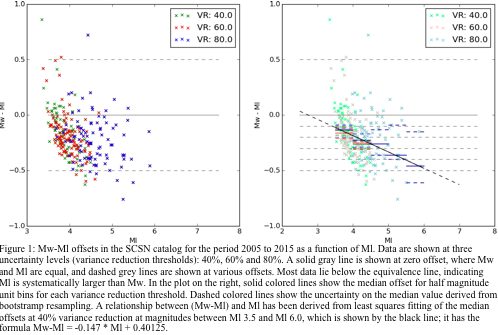 1.0
0.5
0.0
−0.5
−1.0
Mw - Ml
3 4 5 6 7 8
Ml
VR: 40.0
VR: 60.0
VR: 80.0
1.0
0.5
0.0
−0.5
−1.0
Mw - Ml
2 3 4 5 6 7 8
Ml
VR: 40.0
VR: 60.0
VR: 80.0
Figure 1: Mw-Ml offsets in the SCSN catalog for the period 2005 to 2015 as a function of Ml. Data are shown at three
uncertainty levels (variance reduction thresholds): 40%, 60% and 80%. A solid gray line is shown at zero offset, where Mw
and Ml are equal, and dashed grey lines are shown at various offsets. Most data lie below the equivalence line, indicating
Ml is systematically larger than Mw. In the plot on the right, solid colored lines show the median offset for half magnitude
unit bins for each variance reduction threshold. Dashed colored lines show the uncertainty on the median value derived from
bootstrap resampling. A relationship between (Mw-Ml) and Ml has been derived from least squares fitting of the median
offsets at 40% variance reduction at magnitudes between Ml 3.5 and Ml 6.0, which is shown by the black line; it has the
formula Mw-Ml = -0.147 * Ml + 0.40125.